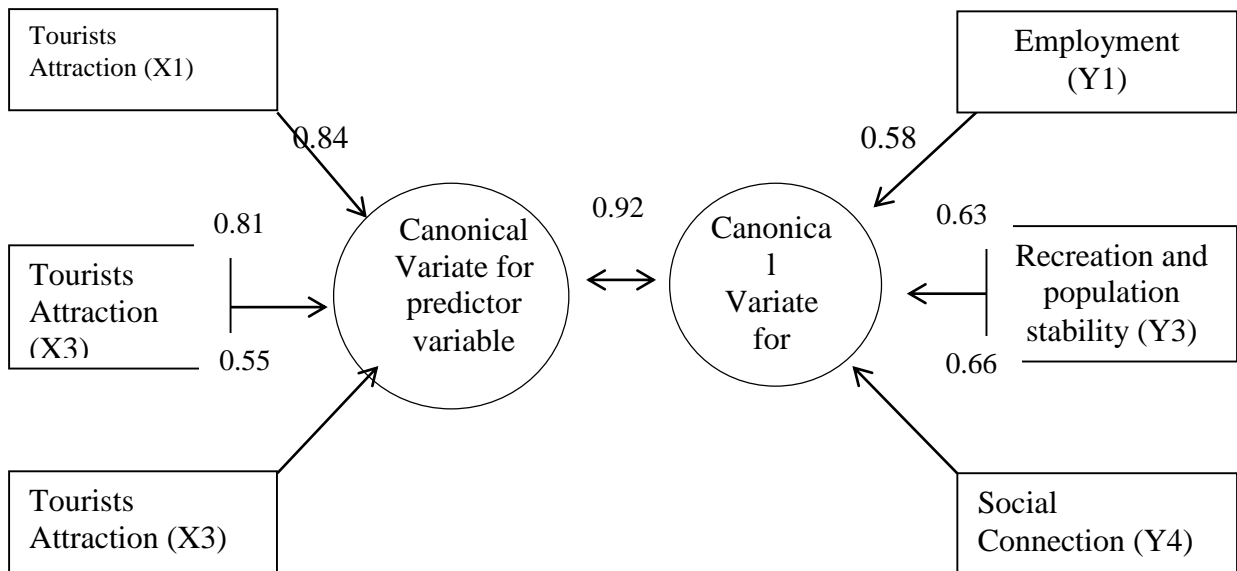 Tourists
Attraction (X1)
0.84
0.81
Tourists
Attraction
(X3)
0.55
Tourists
Attraction (X3)
Canonical
Variate for
predictor
variable
0.92
Canonica
l
Variate
for
Employment
(Y1)
0.58
0.63
Recreation and
population
stability (Y3)
0.66
Social
Connection (Y4)